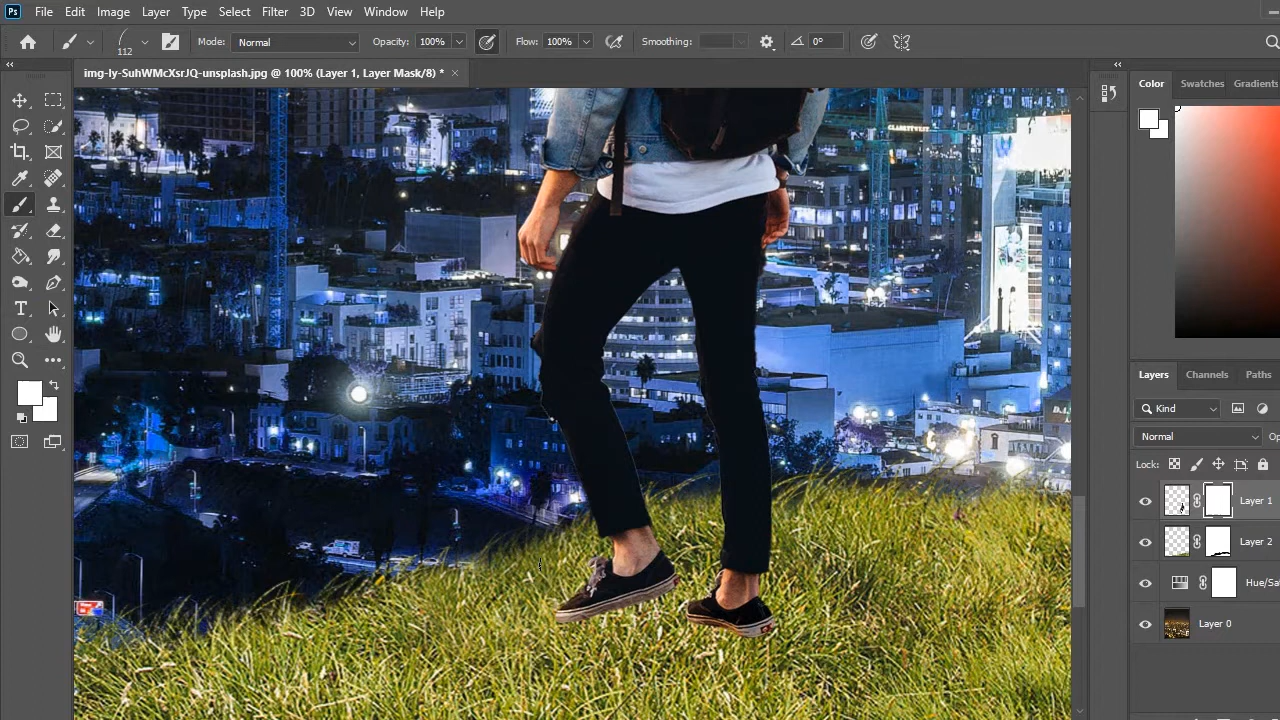 Ps File Edit Image Layer Type Select Filter 3D View Window Help
112 Mode: Normal Opacity: 100% Flow: 100% Smoothing: 0°
img-ly-SuhWMcXsrJQ-unsplash.jpg @ 100% (Layer 1, Layer Mask/8) *
Color Swatches Gradients
Layers Channels Paths
Kind
Normal Op
Lock:
Layer 1
Layer 2
Hue/Sa
Layer 0